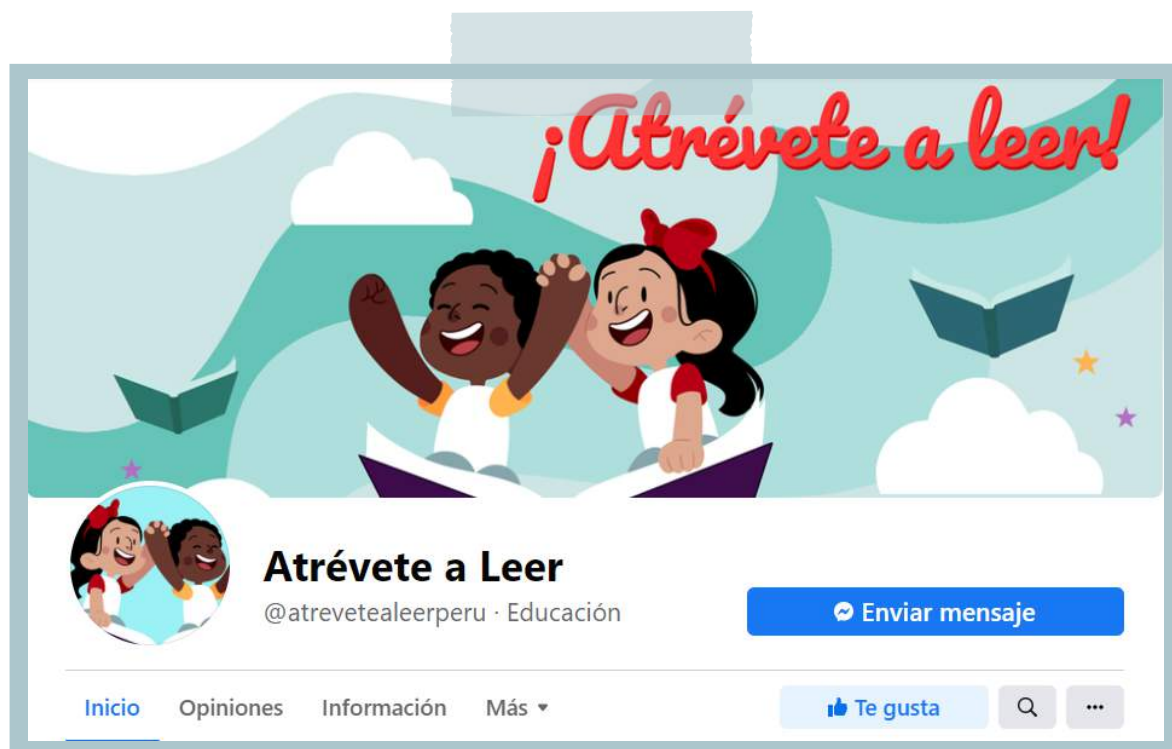 ¡Atrévete a leer!
Atrévete a Leer
@atrevetealeerperu · Educación
Enviar mensaje
Inicio Opiniones Información Más
Te gusta